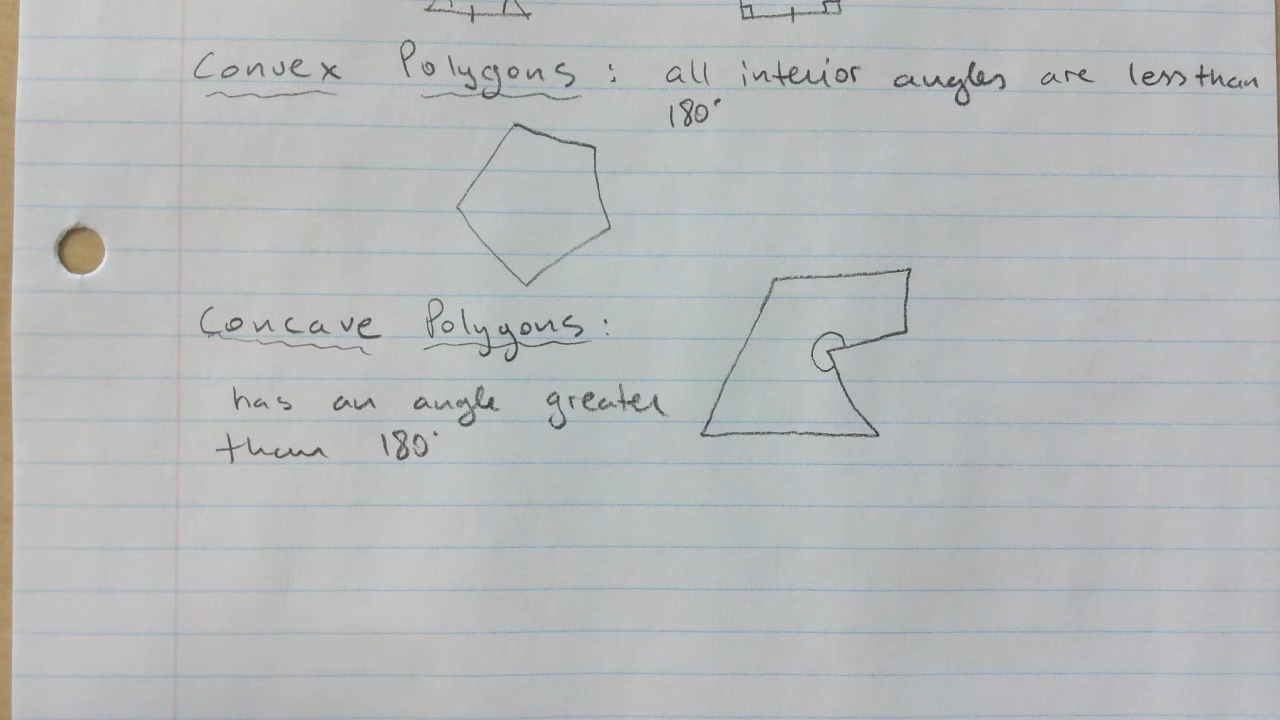 Convex Polygons : all interior angles are less than
180°
Concave Polygons :
has an angle greater
than 180°